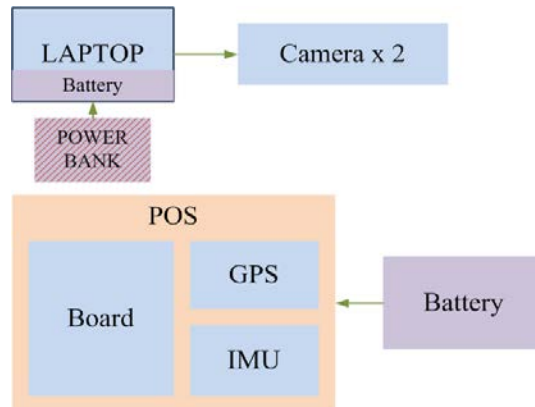 LAPTOP
Battery
Camera x 2
POWER
BANK
POS
Board
GPS
IMU
Battery